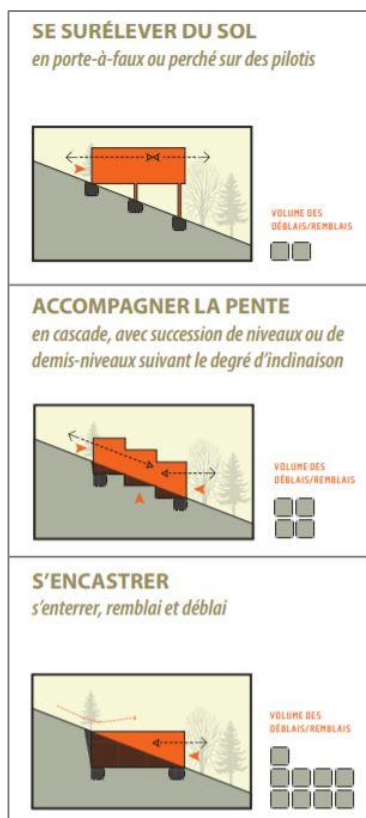 SE SURÉLEVER DU SOL
en porte-à-faux ou perché sur des pilotis
VOLUME DES
DÉBLAIS/REMBLAIS
ACCOMPAGNER LA PENTE
en cascade, avec succession de niveaux ou de
demis-niveaux suivant le degré d'inclinaison
VOLUME DES
DÉBLAIS/REMBLAIS
S'ENCASTRER
s'enterrer, remblai et déblai
VOLUME DES
DÉBLAIS/REMBLAIS